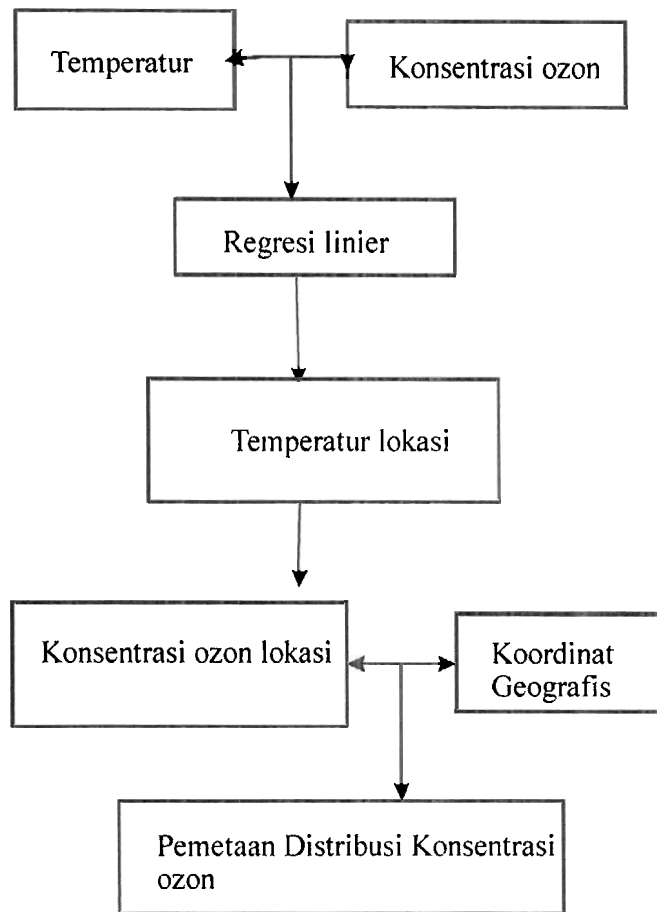 Temperatur
Konsentrasi ozon
Regresi linier
Temperatur lokasi
Konsentrasi ozon lokasi
Koordinat
Geografis
Pemetaan Distribusi Konsentrasi
ozon